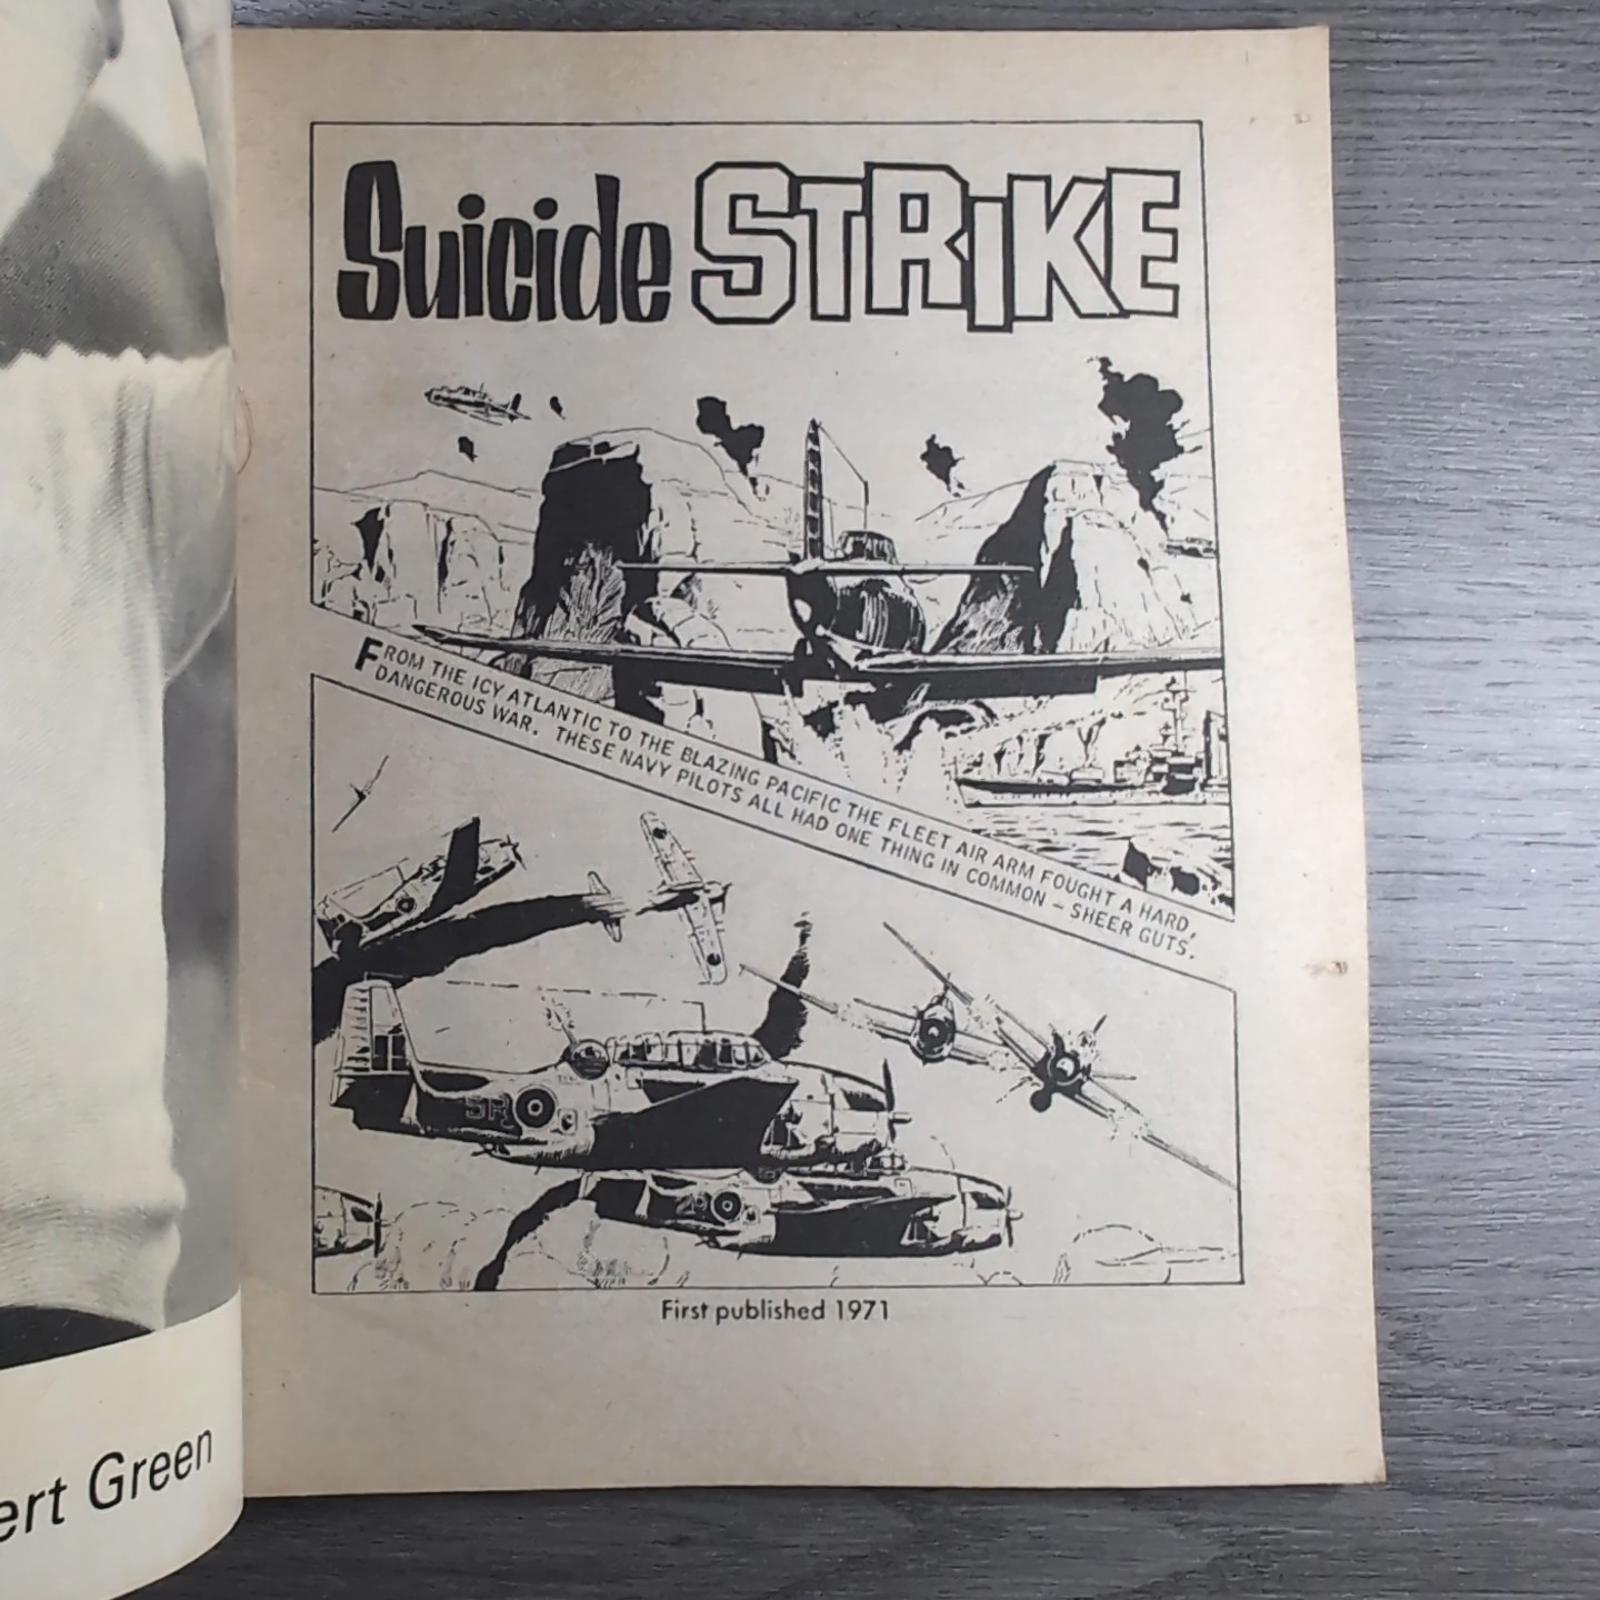 Suicide STRIKE
FROM THE ICY ATLANTIC TO THE BLAZING PACIFIC THE FLEET AIR ARM FOUGHT A HARD,
DANGEROUS WAR. THESE NAVY PILOTS ALL HAD ONE THING IN COMMON – SHEER GUTS.
First published 1971
ert Green